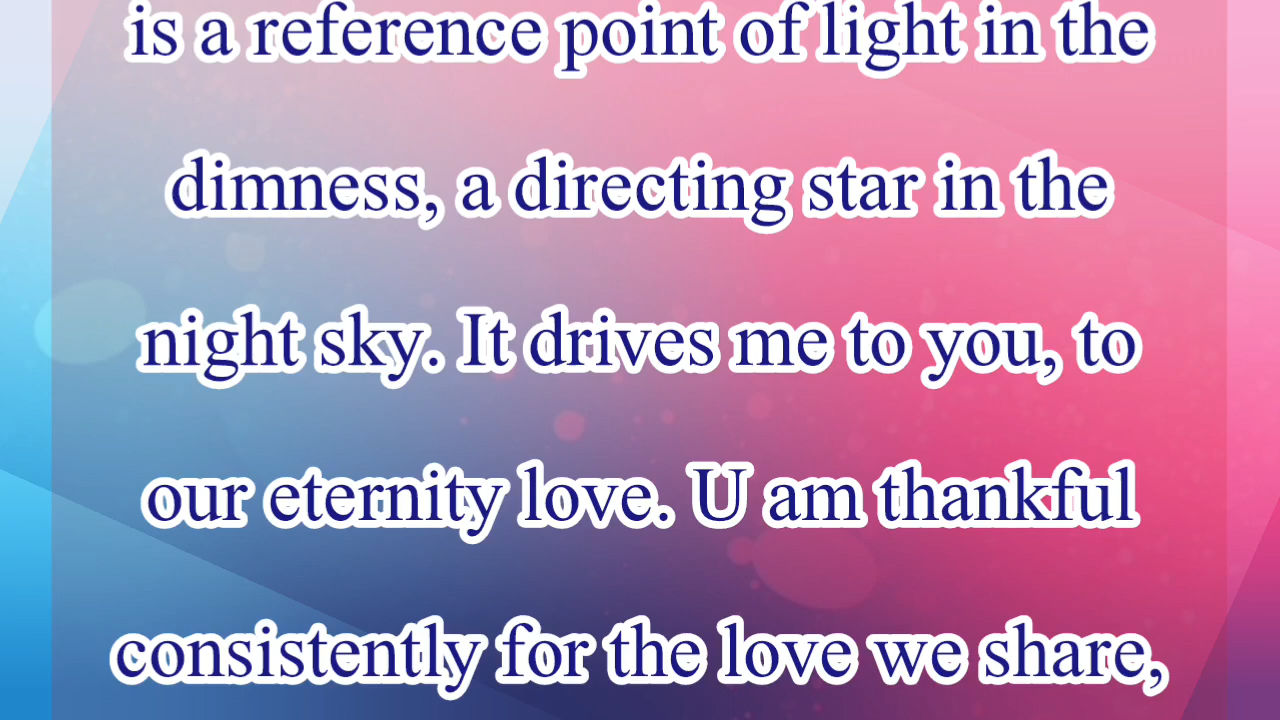 is a reference point of light in the
dimness, a directing star in the
night sky. It drives me to you, to
our eternity love. U am thankful
consistently for the love we share,